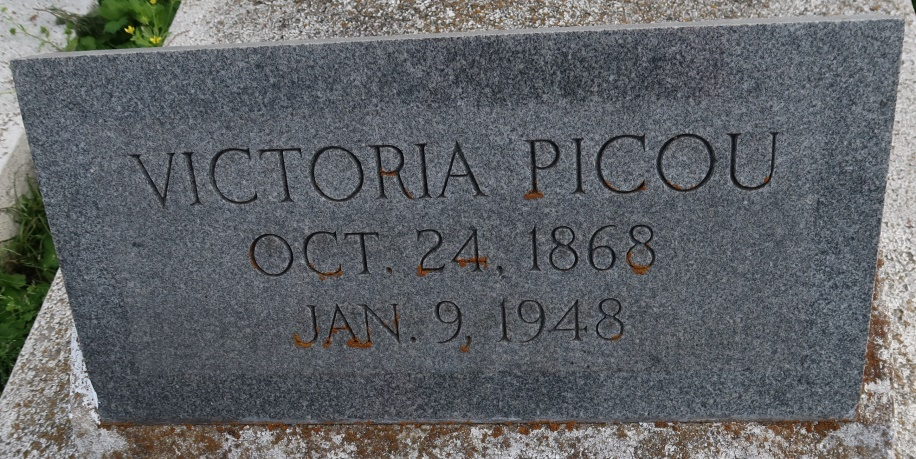 VICTORIA PICOU
OCT. 24, 1868
JAN. 9, 1948